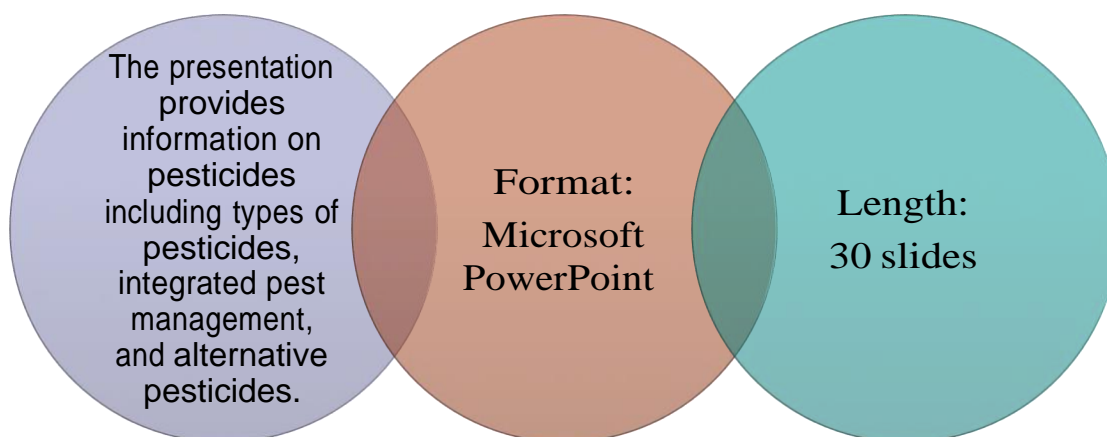 The presentation
provides
information on
pesticides
including types of
pesticides,
integrated pest
management,
and alternative
pesticides.
Format:
Microsoft
PowerPoint
Length:
30 slides